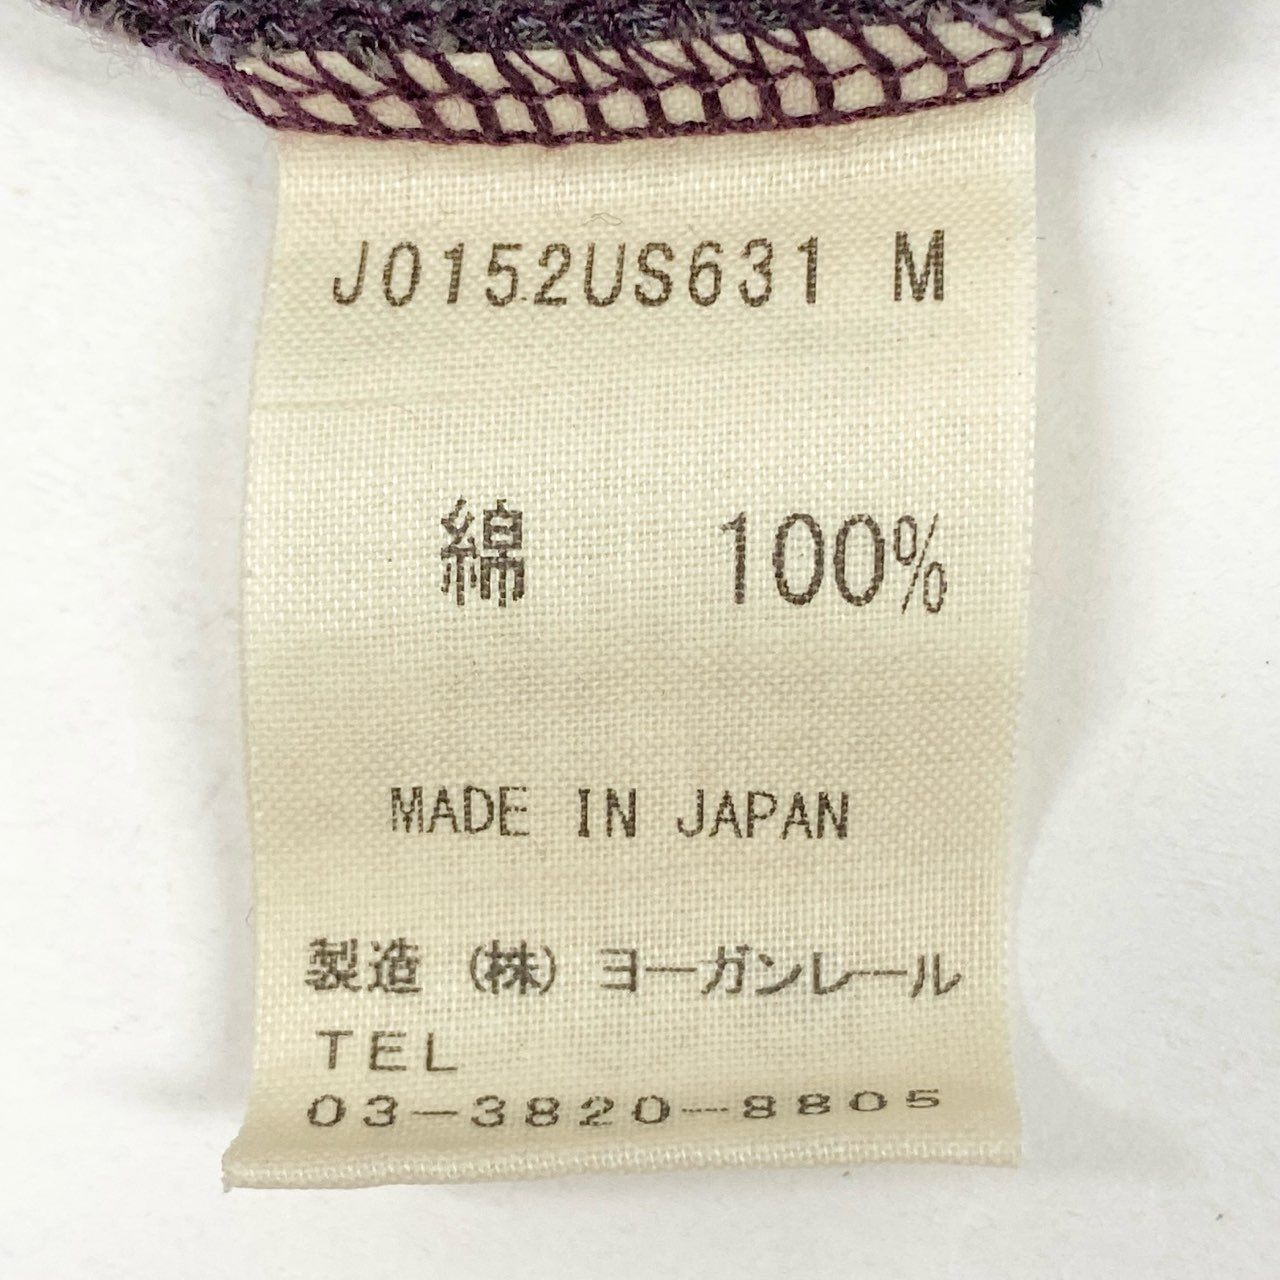 J0152US631 M
綿 100%
MADE IN JAPAN
製造 (株) ヨーガンレール
TEL
03-3820-8805